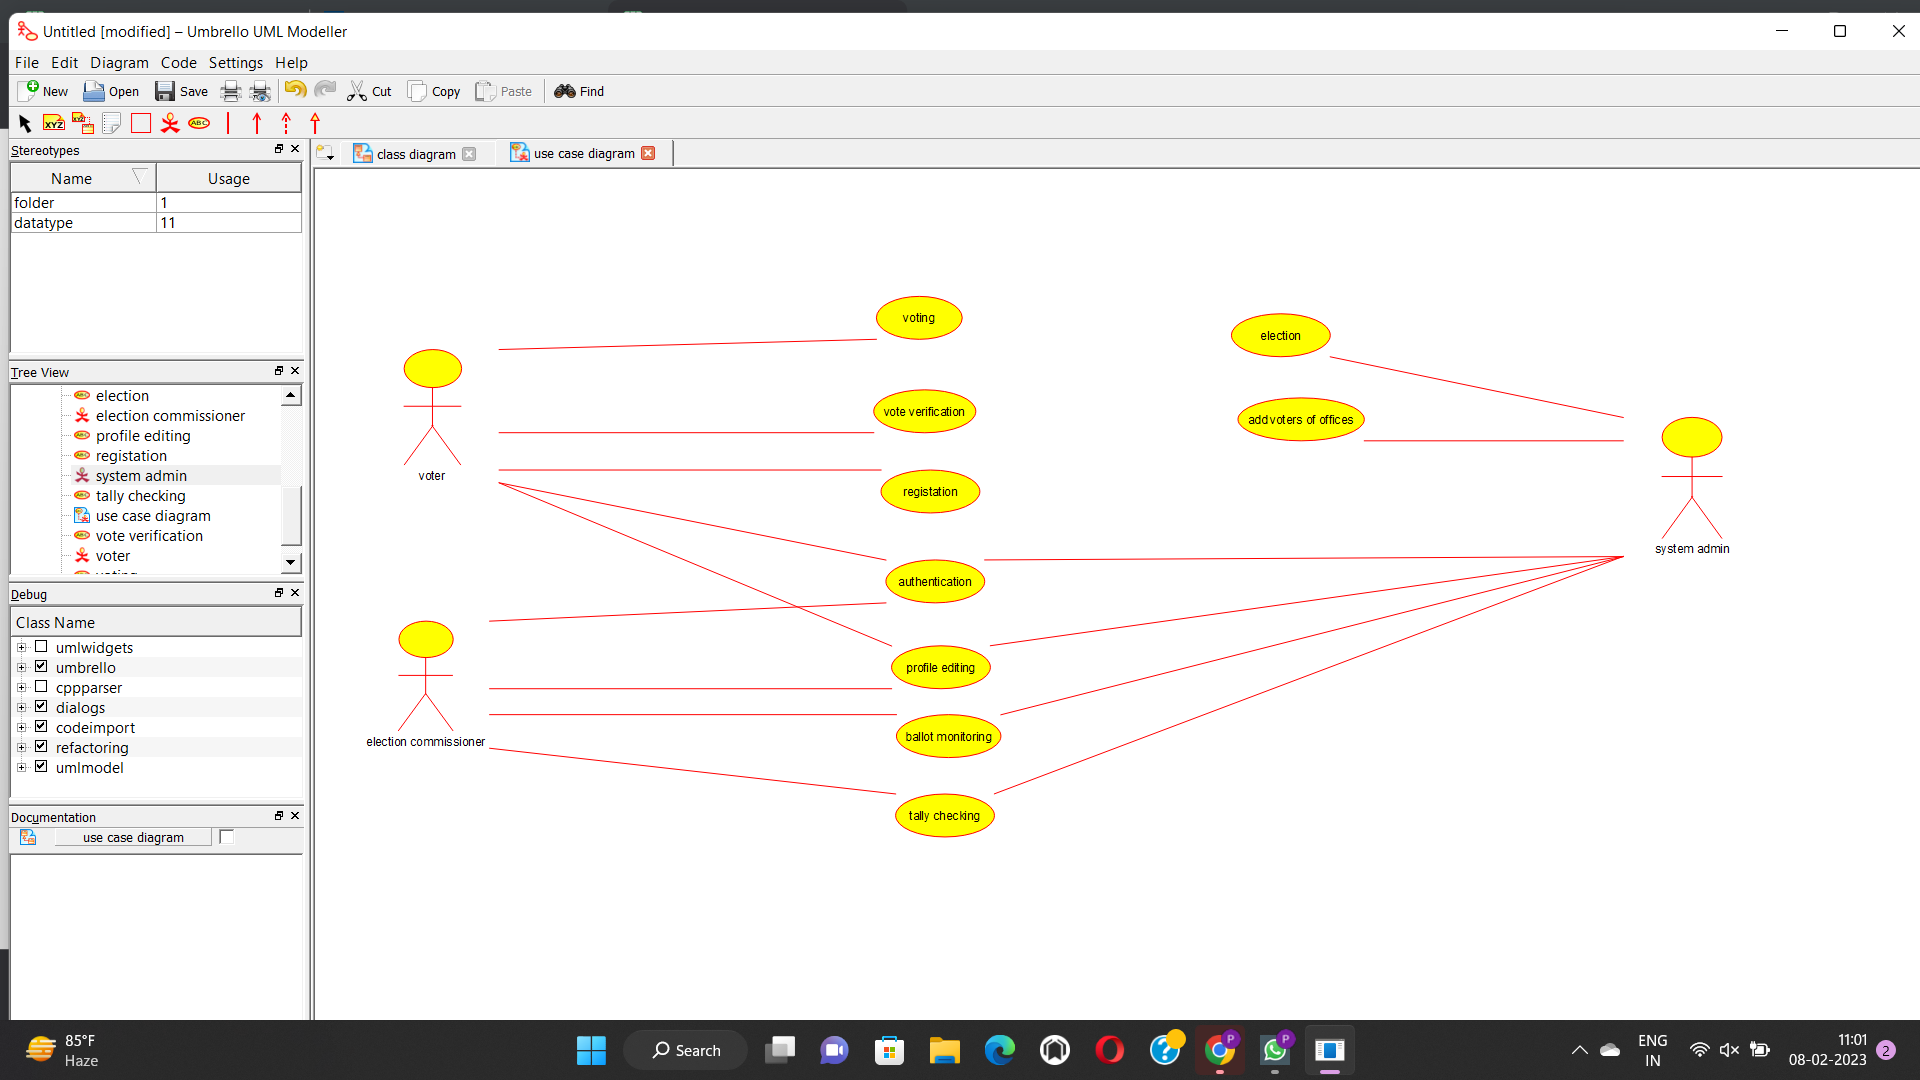 Untitled [modified] – Umbrello UML Modeller
File Edit Diagram Code Settings Help
New Open Save Cut Copy Paste Find
XYZ XYZ ABC
Stereotypes
class diagram use case diagram
Name Usage
folder 1
datatype 11
Tree View
election
election commissioner
profile editing
registation
system admin
tally checking
use case diagram
vote verification
voter
Debug
Class Name
umlwidgets
umbrello
cppparser
dialogs
codeimport
refactoring
umlmodel
Documentation
use case diagram
voting
election
vote verification
add voters of offices
voter
registation
system admin
authentication
profile editing
election commissioner
ballot monitoring
tally checking
85°F
Haze
Search
P
P
ENG
IN
11:01
08-02-2023
2